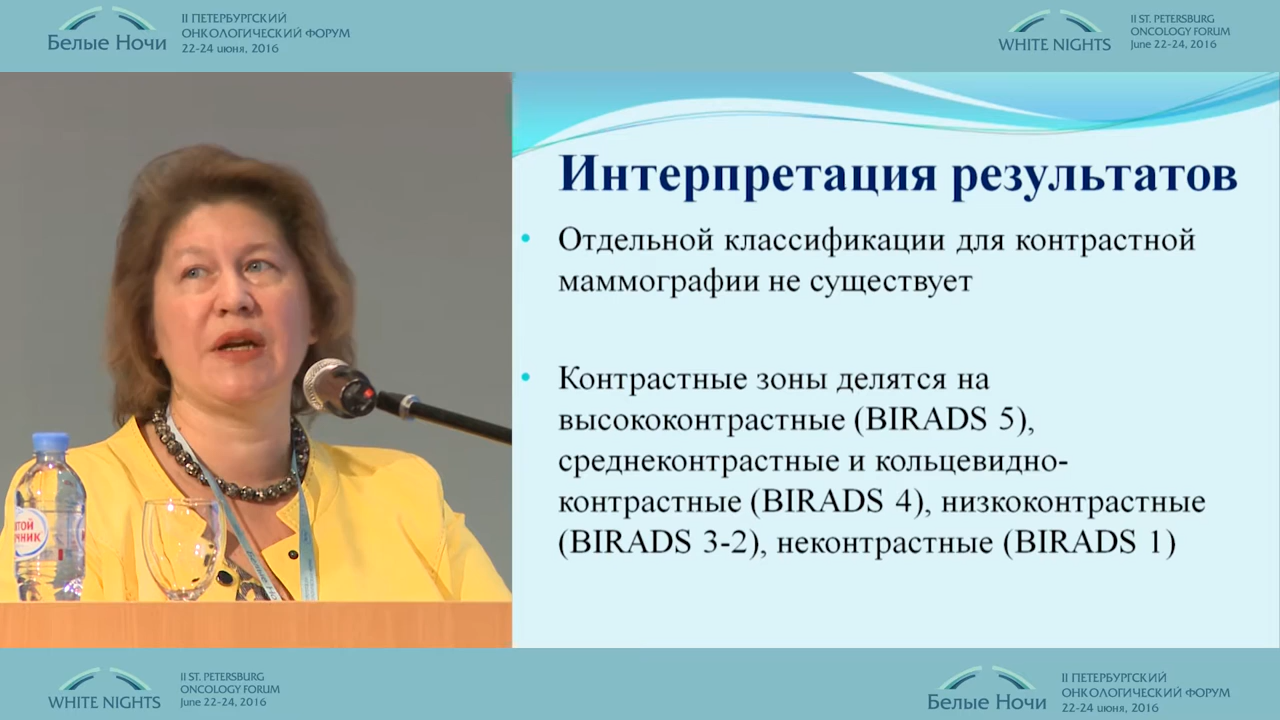 Белые Ночи
II ПЕТЕРБУРГСКИЙ
ОНКОЛОГИЧЕСКИЙ ФОРУМ
22-24 июня, 2016
WHITE NIGHTS
II ST. PETERSBURG
ONCOLOGY FORUM
June 22-24, 2016
Интерпретация результатов
• Отдельной классификации для контрастной
маммографии не существует
• Контрастные зоны делятся на
высококонтрастные (BIRADS 5),
среднеконтрастные и кольцевидно-
контрастные (BIRADS 4), низкоконтрастные
(BIRADS 3-2), неконтрастные (BIRADS 1)
WHITE NIGHTS
II ST. PETERSBURG
ONCOLOGY FORUM
June 22-24, 2016
Белые Ночи
II ПЕТЕРБУРГСКИЙ
ОНКОЛОГИЧЕСКИЙ ФОРУМ
22-24 июня, 2016